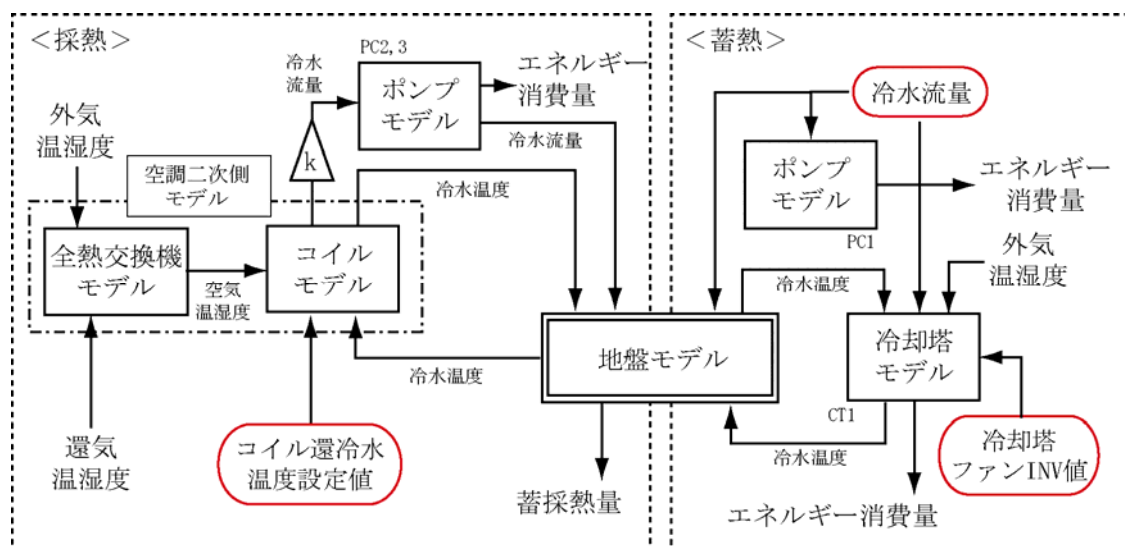 <採熱>
PC2,3
冷水
流量
ポンプ
モデル
エネルギー
消費量
冷水流量
外気
温湿度
空調二次側
モデル
k
冷水温度
全熱交換機
モデル
空気
温湿度
コイル
モデル
冷水温度
還気
温湿度
コイル還冷水
温度設定値
地盤モデル
蓄採熱量
<蓄熱>
冷水流量
ポンプ
モデル
PC1
エネルギー
消費量
外気
温湿度
冷水温度
冷却塔
モデル
CT1
冷水温度
冷却塔
ファンINV値
エネルギー消費量